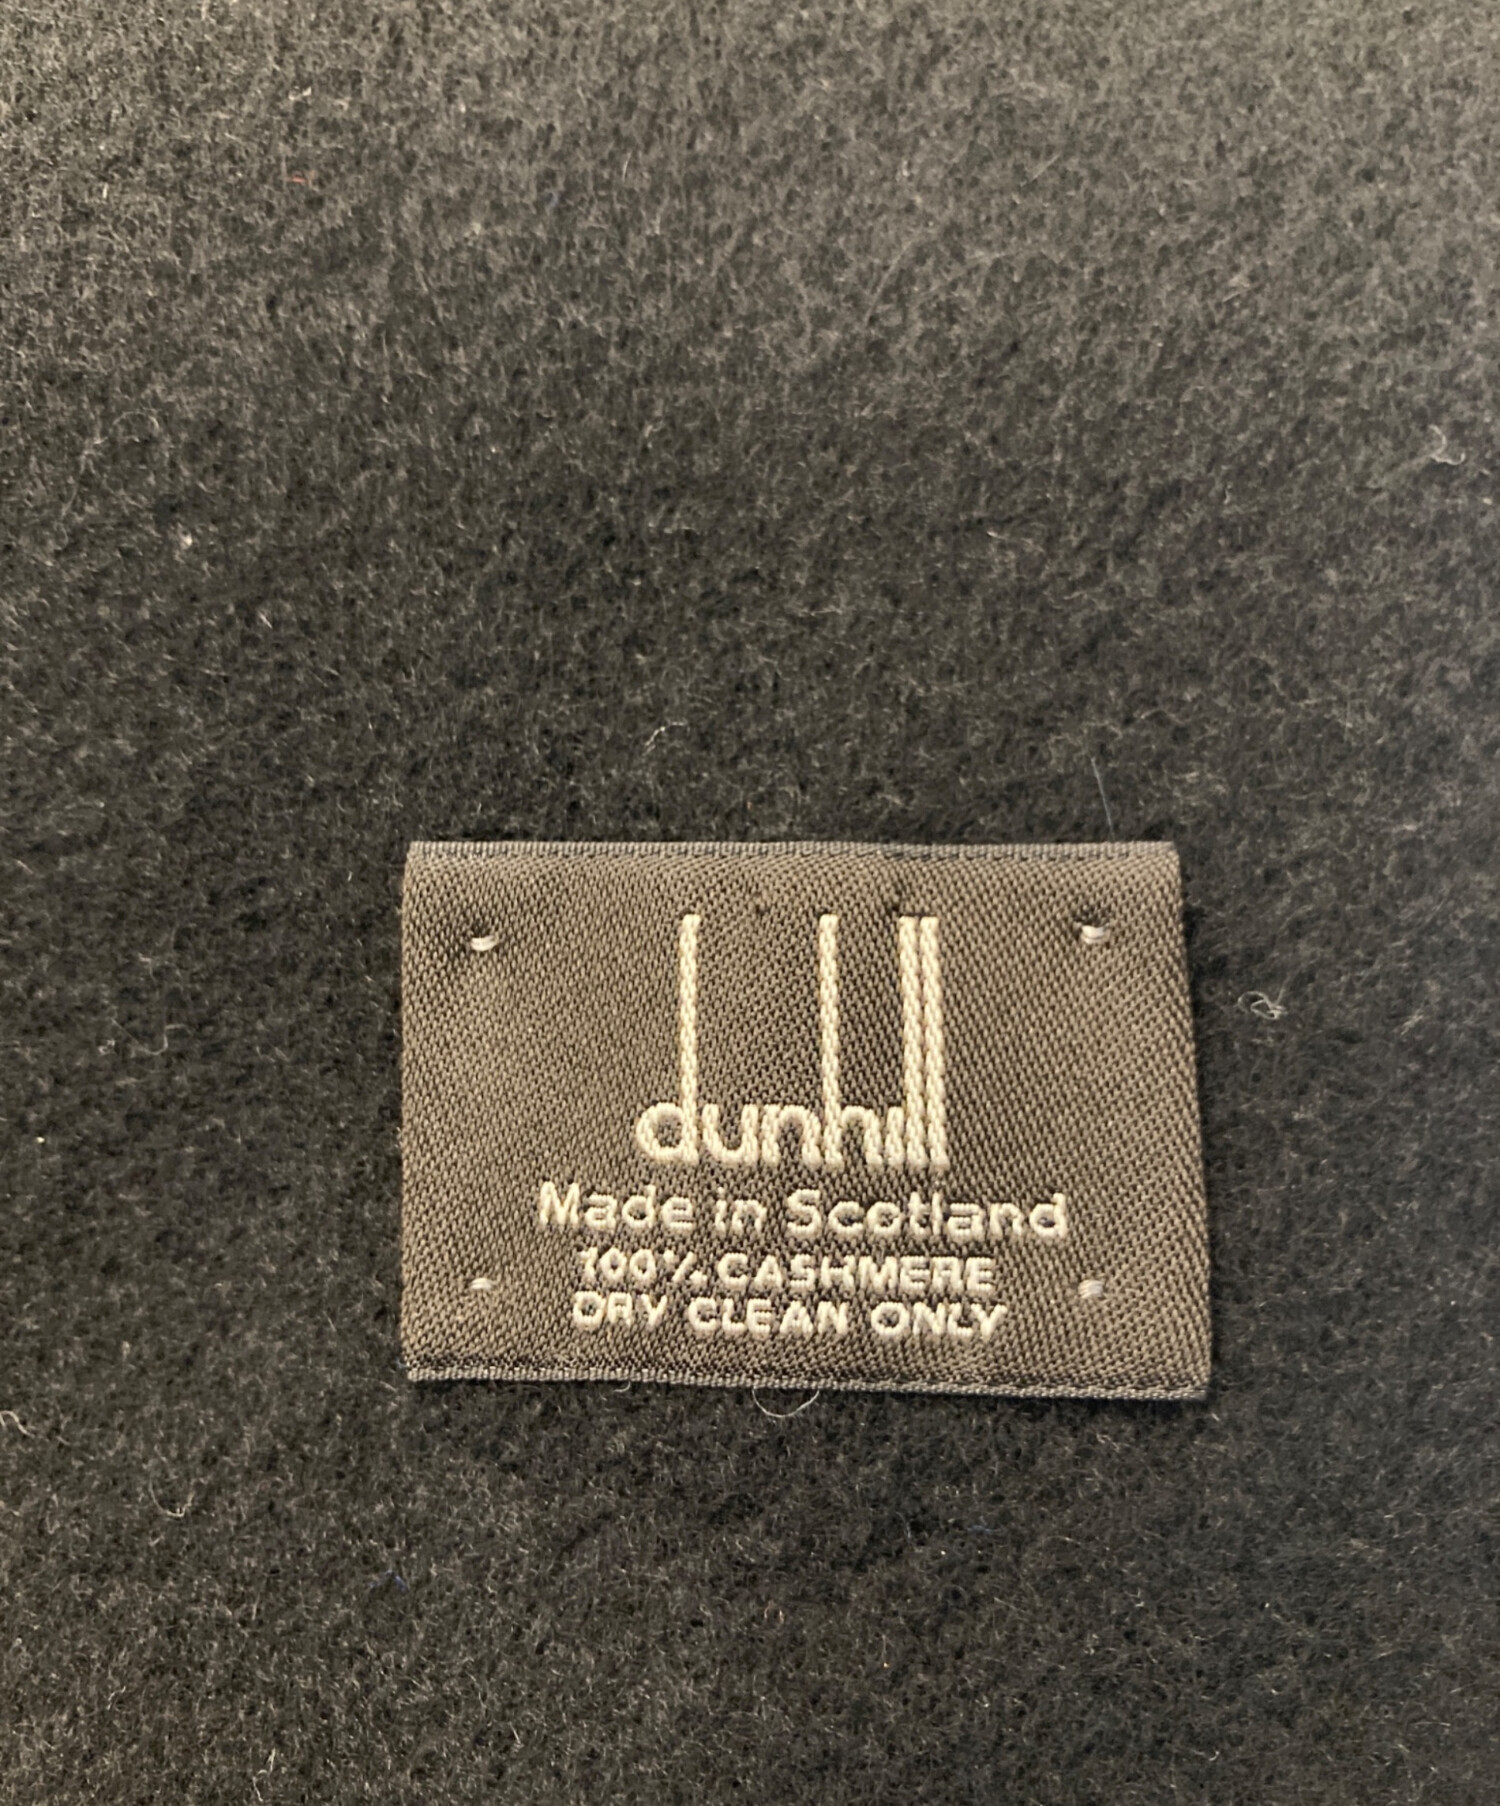 dunhill
Made in Scotland
100% CASHMERE
DRY CLEAN ONLY